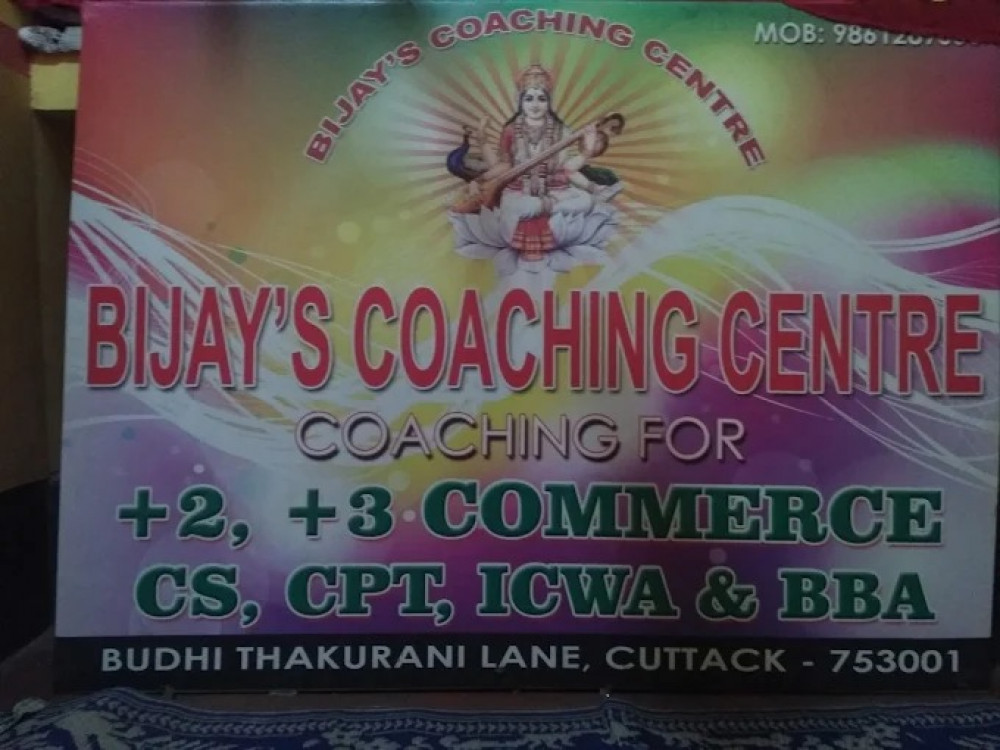 MOB:
BIJAY'S COACHING CENTRE
BIJAY'S COACHING CENTRE
COACHING FOR
+2, +3 COMMERCE
CS, CPT, ICWA & BBA
BUDHI THAKURANI LANE, CUTTACK - 753001